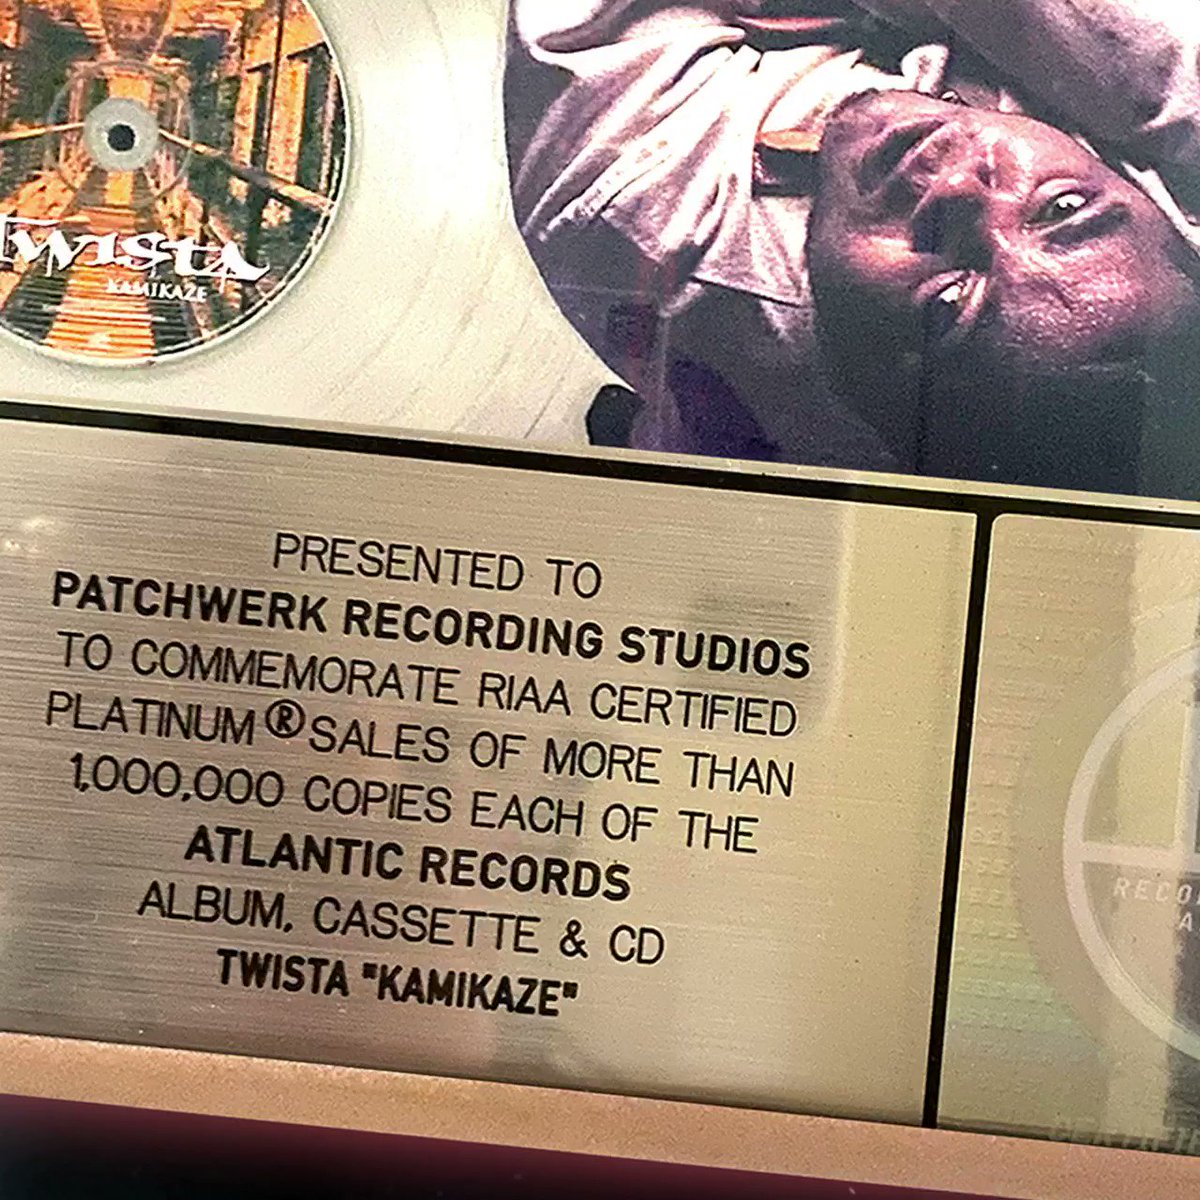 Twista
KAMIKAZE
PRESENTED TO
PATCHWERK RECORDING STUDIOS
TO COMMEMORATE RIAA CERTIFIED
PLATINUM® SALES OF MORE THAN
1,000,000 COPIES EACH OF THE
ATLANTIC RECORDS
ALBUM, CASSETTE & CD
TWISTA "KAMIKAZE"